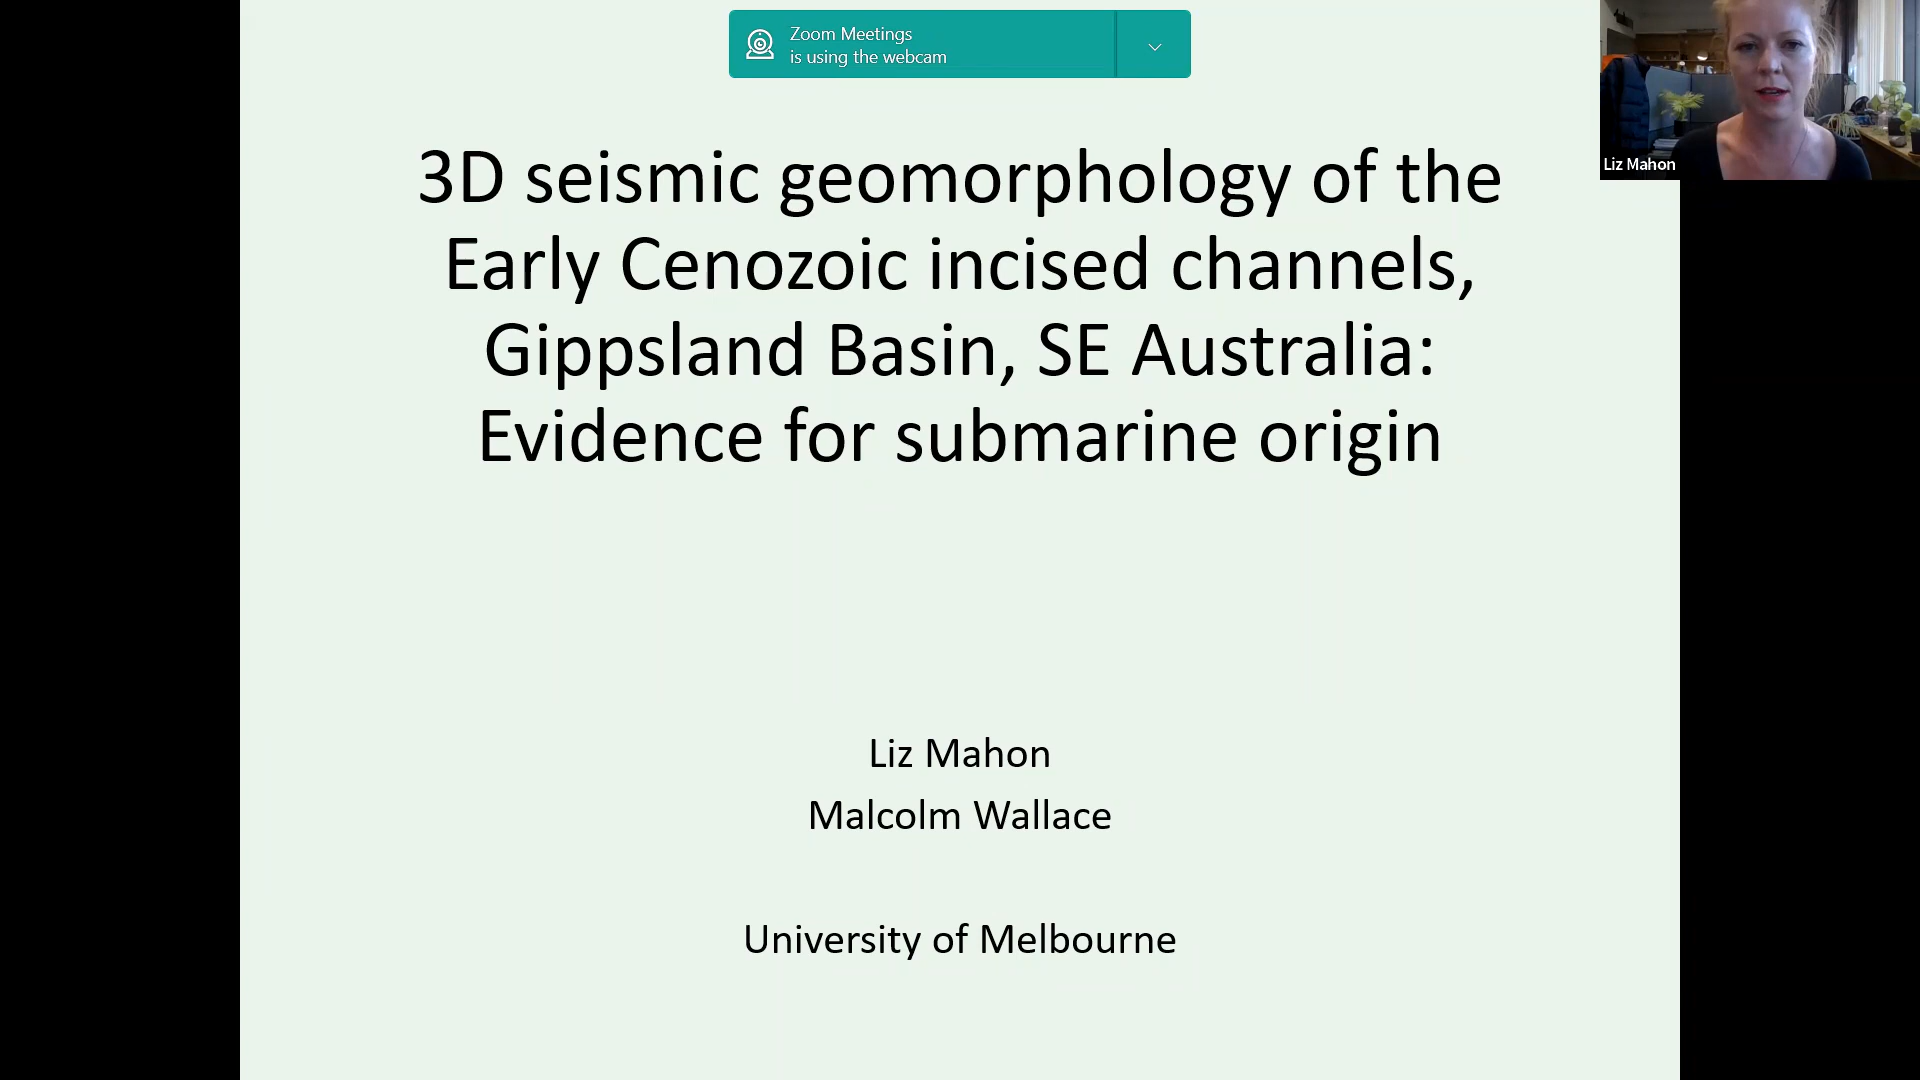 Zoom Meetings
is using the webcam
Liz Mahon
3D seismic geomorphology of the
Early Cenozoic incised channels,
Gippsland Basin, SE Australia:
Evidence for submarine origin
Liz Mahon
Malcolm Wallace
University of Melbourne